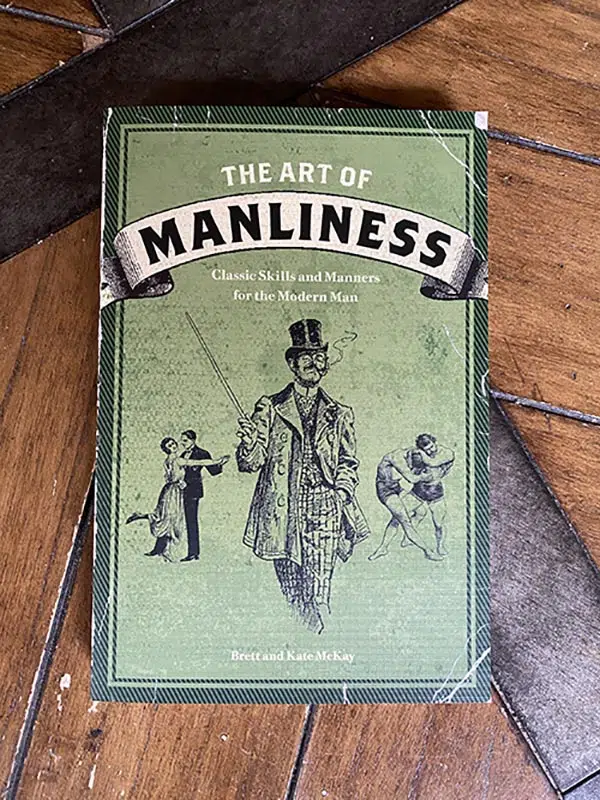 THE ART OF
MANLINESS
Classic Skills and Manners
for the Modern Man
Brett and Kate McKay